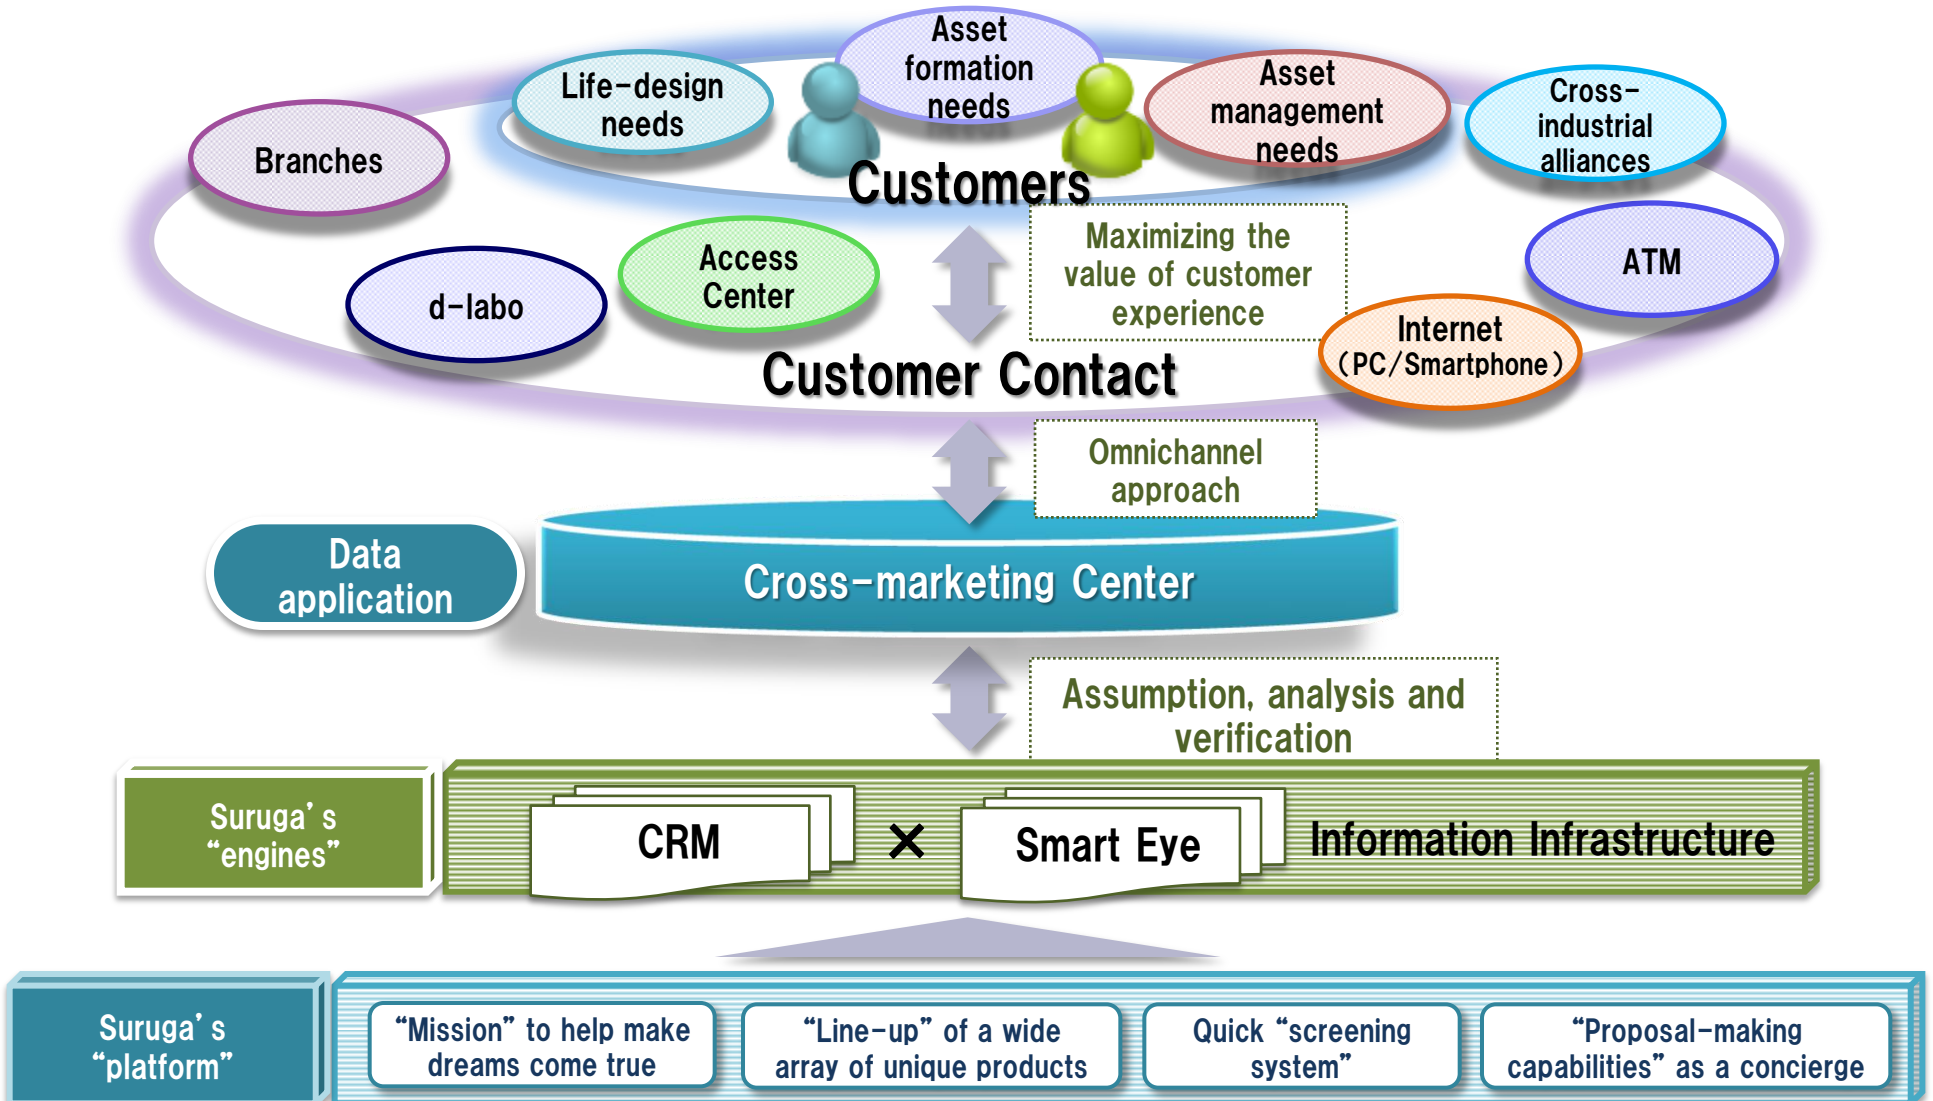 Asset
formation
needs
Life-design
needs
Asset
management
needs
Cross-
industrial
alliances
Branches
Customers
Access
Center
d-labo
Maximizing the
value of customer
experience
ATM
Internet
(PC/Smartphone)
Customer Contact
Omnichannel
approach
Data
application
Cross-marketing Center
Assumption, analysis and
verification
Suruga’s
“engines”
CRM
×
Smart Eye
Information Infrastructure
Suruga’s
“platform”
“Mission” to help make
dreams come true
“Line-up” of a wide
array of unique products
Quick “screening
system”
“Proposal-making
capabilities” as a concierge